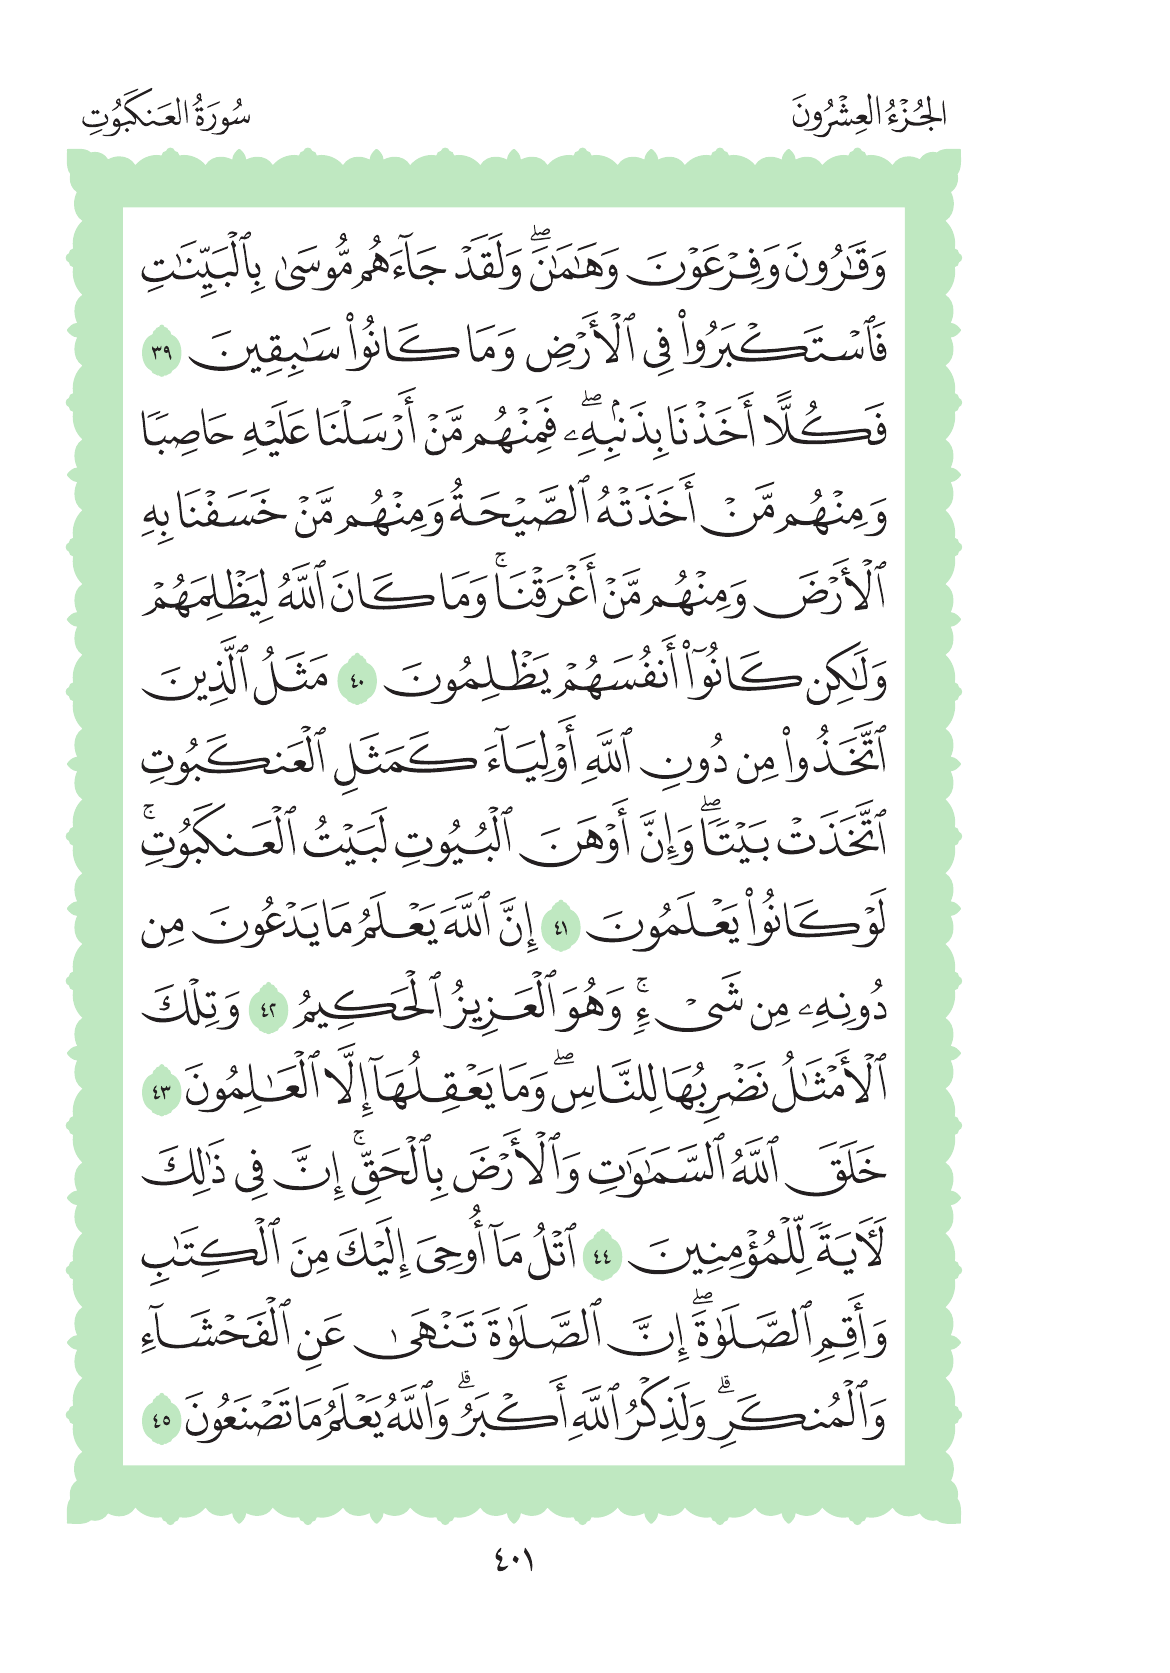 الجُزْءُ العِشْرُونَ
سُورَةُ العَنكَبُوتِ
وَقَٰرُونَ وَفِرْعَوْنَ وَهَٰمَٰنَۖ وَلَقَدْ جَآءَهُم مُّوسَىٰ بِٱلْبَيِّنَٰتِ
فَٱسْتَكْبَرُوا۟ فِى ٱلْأَرْضِ وَمَا كَانُوا۟ سَٰبِقِينَ ٣٩
فَكُلًّا أَخَذْنَا بِذَنۢبِهِۦۖ فَمِنْهُم مَّنْ أَرْسَلْنَا عَلَيْهِ حَاصِبًا
وَمِنْهُم مَّنْ أَخَذَتْهُ ٱلصَّيْحَةُ وَمِنْهُم مَّنْ خَسَفْنَا بِهِ
ٱلْأَرْضَ وَمِنْهُم مَّنْ أَغْرَقْنَاۚ وَمَا كَانَ ٱللَّهُ لِيَظْلِمَهُمْ
وَلَٰكِن كَانُوٓا۟ أَنفُسَهُمْ يَظْلِمُونَ ٤٠ مَثَلُ ٱلَّذِينَ
ٱتَّخَذُوا۟ مِن دُونِ ٱللَّهِ أَوْلِيَآءَ كَمَثَلِ ٱلْعَنكَبُوتِ
ٱتَّخَذَتْ بَيْتًاۖ وَإِنَّ أَوْهَنَ ٱلْبُيُوتِ لَبَيْتُ ٱلْعَنكَبُوتِۚ
لَوْ كَانُوا۟ يَعْلَمُونَ ٤١ إِنَّ ٱللَّهَ يَعْلَمُ مَا يَدْعُونَ مِن
دُونِهِۦ مِن شَىْءٍۚ وَهُوَ ٱلْعَزِيزُ ٱلْحَكِيمُ ٤٢ وَتِلْكَ
ٱلْأَمْثَٰلُ نَضْرِبُهَا لِلنَّاسِۖ وَمَا يَعْقِلُهَآ إِلَّا ٱلْعَٰلِمُونَ ٤٣
خَلَقَ ٱللَّهُ ٱلسَّمَٰوَٰتِ وَٱلْأَرْضَ بِٱلْحَقِّۚ إِنَّ فِى ذَٰلِكَ
لَءَايَةً لِّلْمُؤْمِنِينَ ٤٤ ٱتْلُ مَآ أُوحِىَ إِلَيْكَ مِنَ ٱلْكِتَٰبِ
وَأَقِمِ ٱلصَّلَوٰةَۖ إِنَّ ٱلصَّلَوٰةَ تَنْهَىٰ عَنِ ٱلْفَحْشَآءِ
وَٱلْمُنكَرِۗ وَلَذِكْرُ ٱللَّهِ أَكْبَرُۗ وَٱللَّهُ يَعْلَمُ مَا تَصْنَعُونَ ٤٥
٤٠١